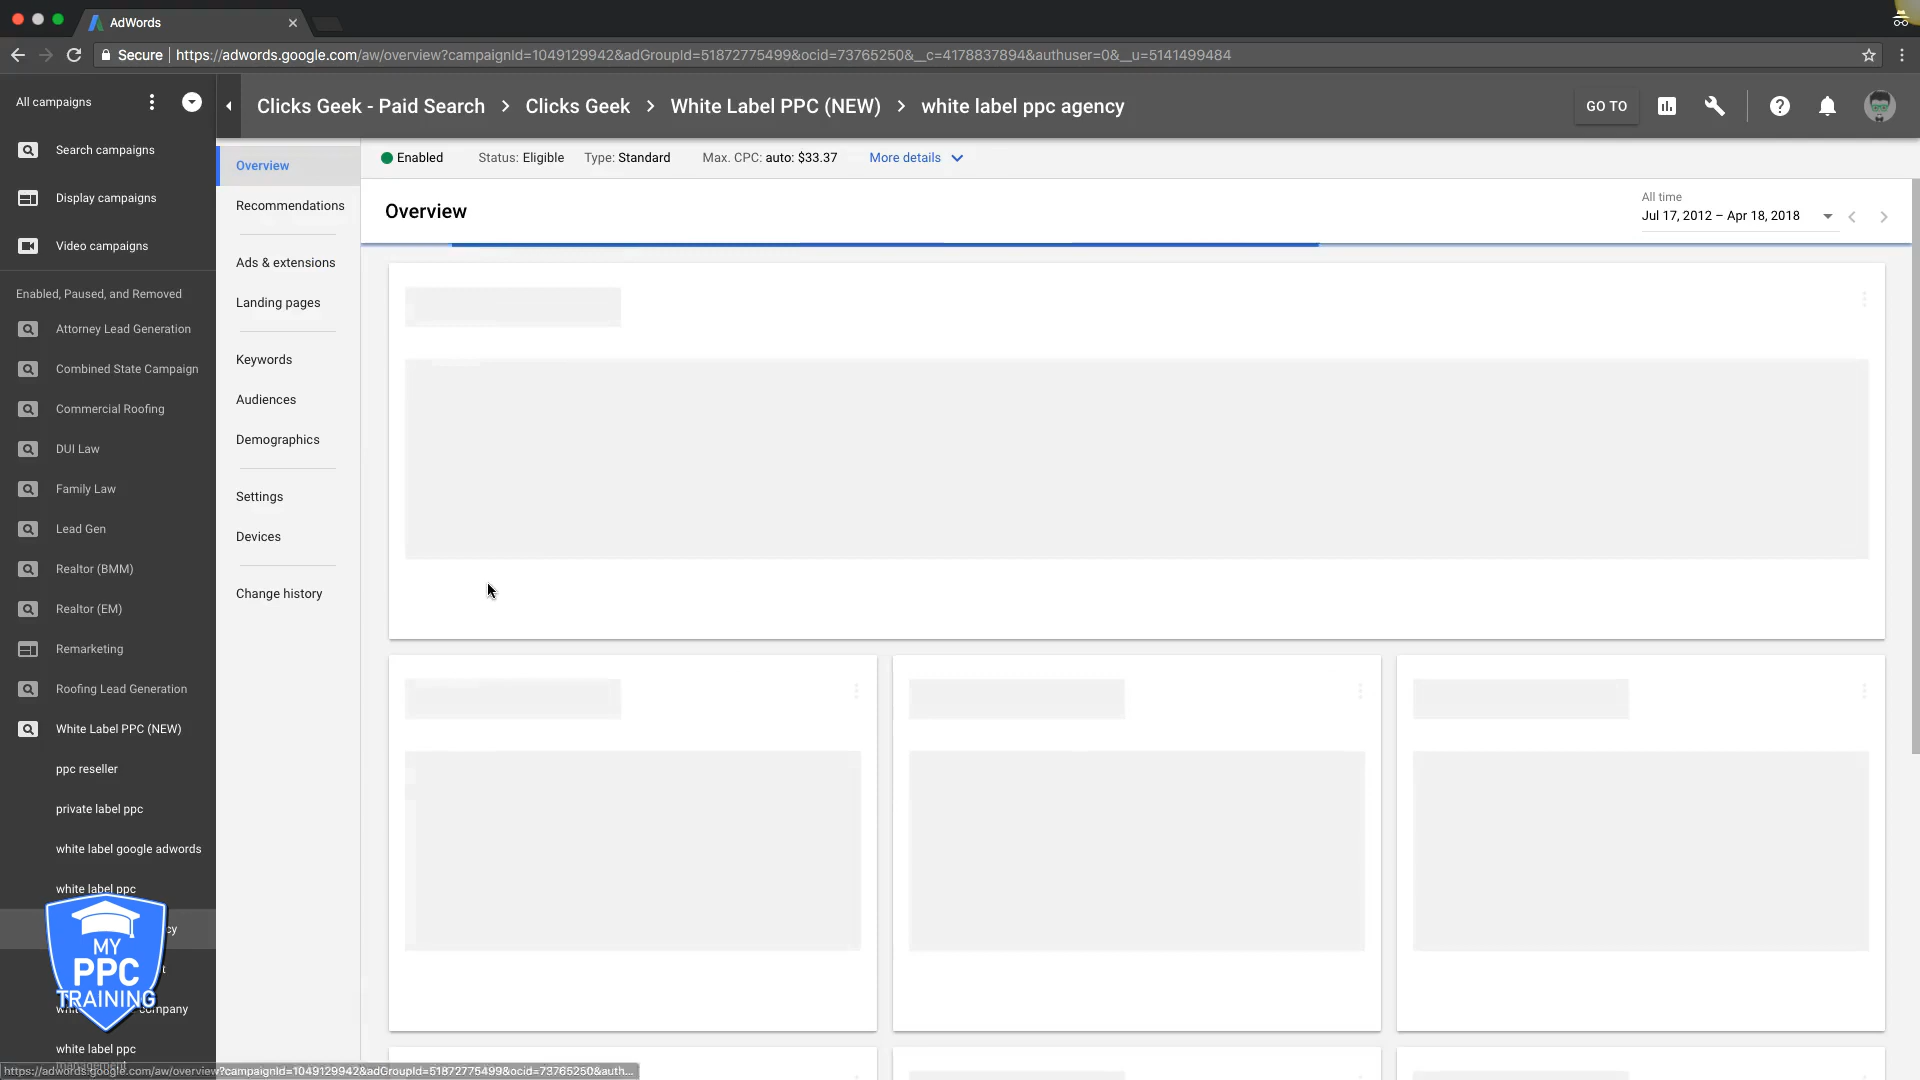 AdWords
Secure
https://adwords.google.com/aw/overview?campaignId=1049129942&adGroupId=51872775499&ocid=73765250&__c=4178837894&authuser=0&__u=5141499484
All campaigns
Clicks Geek - Paid Search > Clicks Geek > White Label PPC (NEW) > white label ppc agency
GO TO
Search campaigns
Display campaigns
Video campaigns
Enabled, Paused, and Removed
Attorney Lead Generation
Combined State Campaign
Commercial Roofing
DUI Law
Family Law
Lead Gen
Realtor (BMM)
Realtor (EM)
Remarketing
Roofing Lead Generation
White Label PPC (NEW)
ppc reseller
private label ppc
white label google adwords
white label ppc
MY
PPC
TRAINING
white label ppc
management
Overview
Recommendations
Ads & extensions
Landing pages
Keywords
Audiences
Demographics
Settings
Devices
Change history
Enabled Status: Eligible Type: Standard Max. CPC: auto: $33.37 More details
Overview
All time
Jul 17, 2012 – Apr 18, 2018
https://adwords.google.com/aw/overview?campaignId=1049129942&adGroupId=51872775499&ocid=73765250&auth...